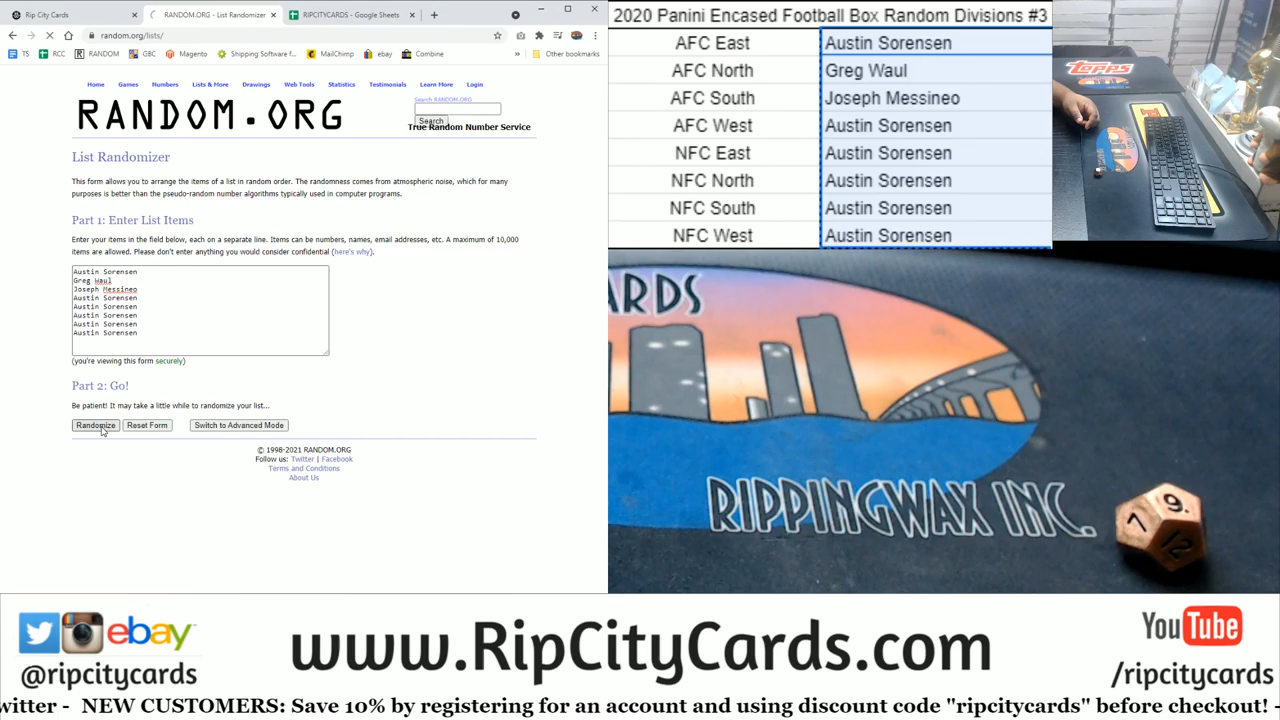 Rip City Cards
RANDOM.ORG - List Randomizer
RIPCITYCARDS - Google Sheets
random.org/lists/
TS
RCC
RANDOM
GBC
Magento
Shipping Software f...
MailChimp
ebay
Combine
»
Other bookmarks
Home
Games
Numbers
Lists & More
Drawings
Web Tools
Statistics
Testimonials
Learn More
Login
RANDOM.ORG
Search RANDOM.ORG
Search
True Random Number Service
List Randomizer
This form allows you to arrange the items of a list in random order. The randomness comes from atmospheric noise, which for many
purposes is better than the pseudo-random number algorithms typically used in computer programs.
Part 1: Enter List Items
Enter your items in the field below, each on a separate line. Items can be numbers, names, email addresses, etc. A maximum of 10,000
items are allowed. Please don't enter anything you would consider confidential (here's why).
Austin Sorensen
Greg Waul
Joseph Messineo
Austin Sorensen
Austin Sorensen
Austin Sorensen
Austin Sorensen
Austin Sorensen
(you're viewing this form securely)
Part 2: Go!
Be patient! It may take a little while to randomize your list...
Randomize
Reset Form
Switch to Advanced Mode
© 1998-2021 RANDOM.ORG
Follow us: Twitter | Facebook
Terms and Conditions
About Us
2020 Panini Encased Football Box Random Divisions #3
AFC East Austin Sorensen
AFC North Greg Waul
AFC South Joseph Messineo
AFC West Austin Sorensen
NFC East Austin Sorensen
NFC North Austin Sorensen
NFC South Austin Sorensen
NFC West Austin Sorensen
topps
ARDS
RIPPINGWAX INC.
7 9. 12
ebay
@ripcitycards
www.RipCityCards.com
YouTube
/ripcitycards
witter - NEW CUSTOMERS: Save 10% by registering for an account and using discount code "ripcitycards" before checkout! -